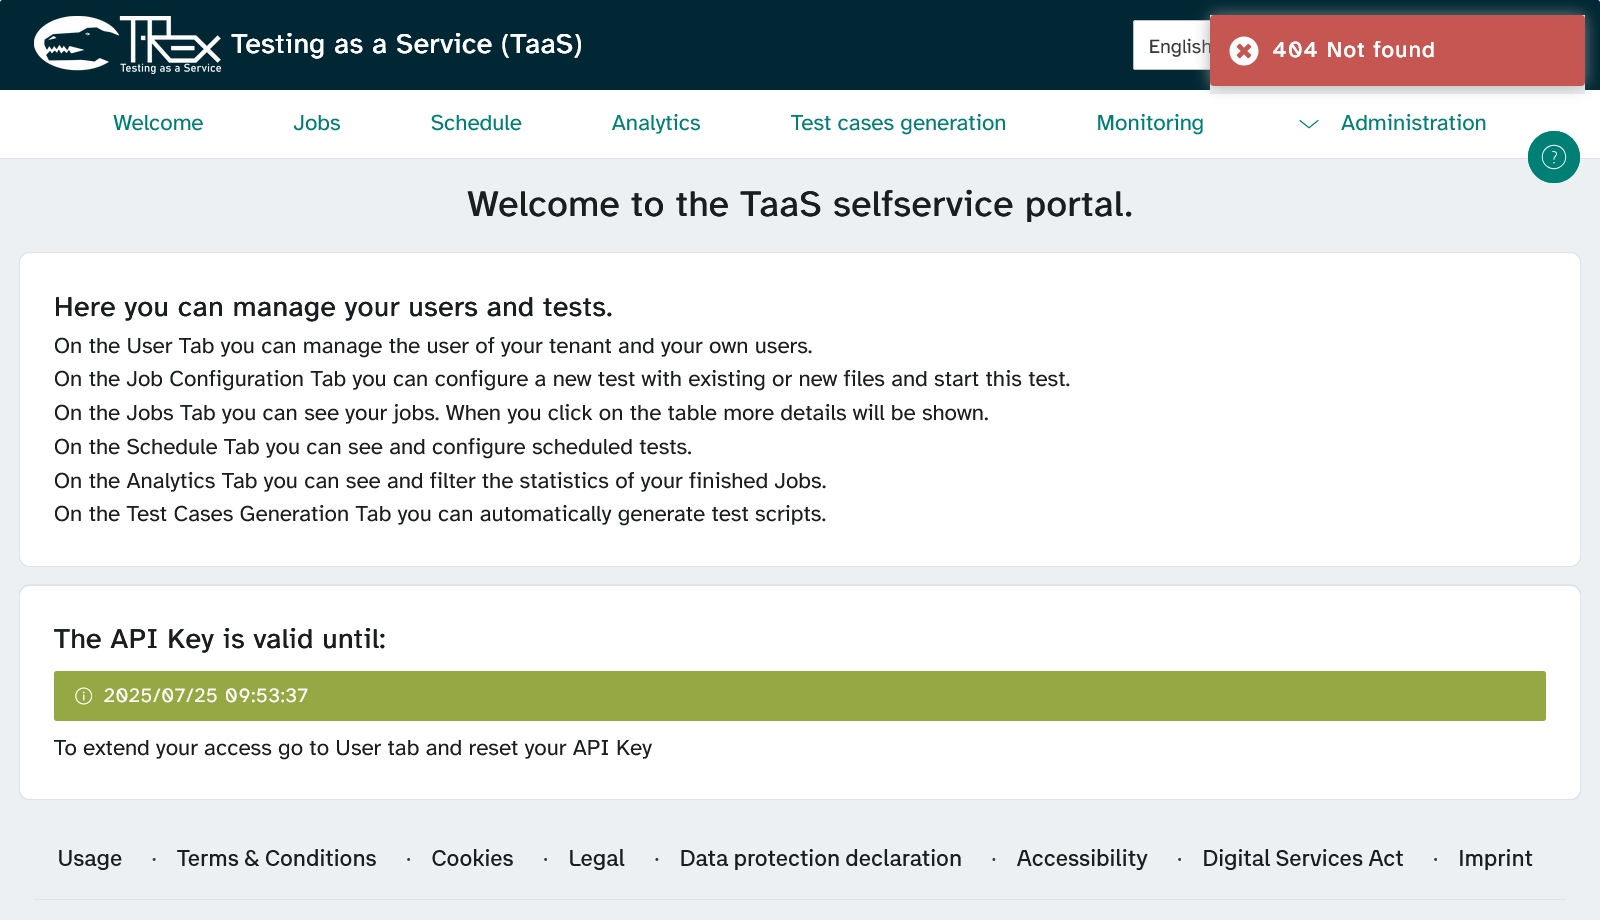 T-Rex
Testing as a Service
Testing as a Service (TaaS)
English
404 Not found
Welcome
Jobs
Schedule
Analytics
Test cases generation
Monitoring
Administration
?
Welcome to the TaaS selfservice portal.
Here you can manage your users and tests.
On the User Tab you can manage the user of your tenant and your own users.
On the Job Configuration Tab you can configure a new test with existing or new files and start this test.
On the Jobs Tab you can see your jobs. When you click on the table more details will be shown.
On the Schedule Tab you can see and configure scheduled tests.
On the Analytics Tab you can see and filter the statistics of your finished Jobs.
On the Test Cases Generation Tab you can automatically generate test scripts.
The API Key is valid until:
2025/07/25 09:53:37
To extend your access go to User tab and reset your API Key
Usage · Terms & Conditions · Cookies · Legal · Data protection declaration · Accessibility · Digital Services Act · Imprint